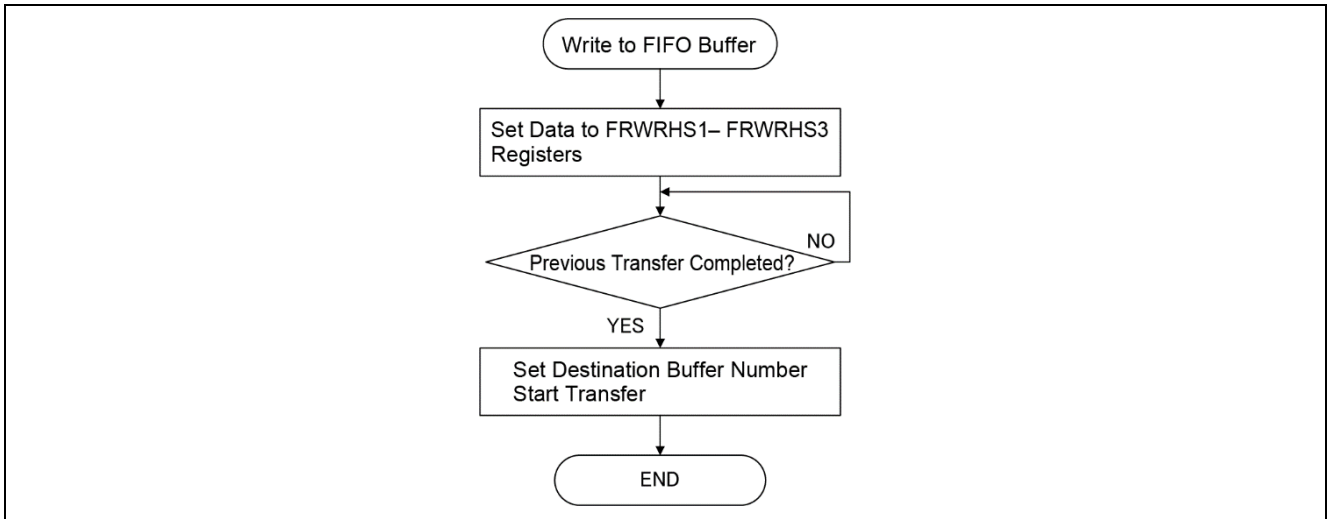 Write to FIFO Buffer
Set Data to FRWRHS1– FRWRHS3
Registers
NO
Previous Transfer Completed?
YES
Set Destination Buffer Number
Start Transfer
END